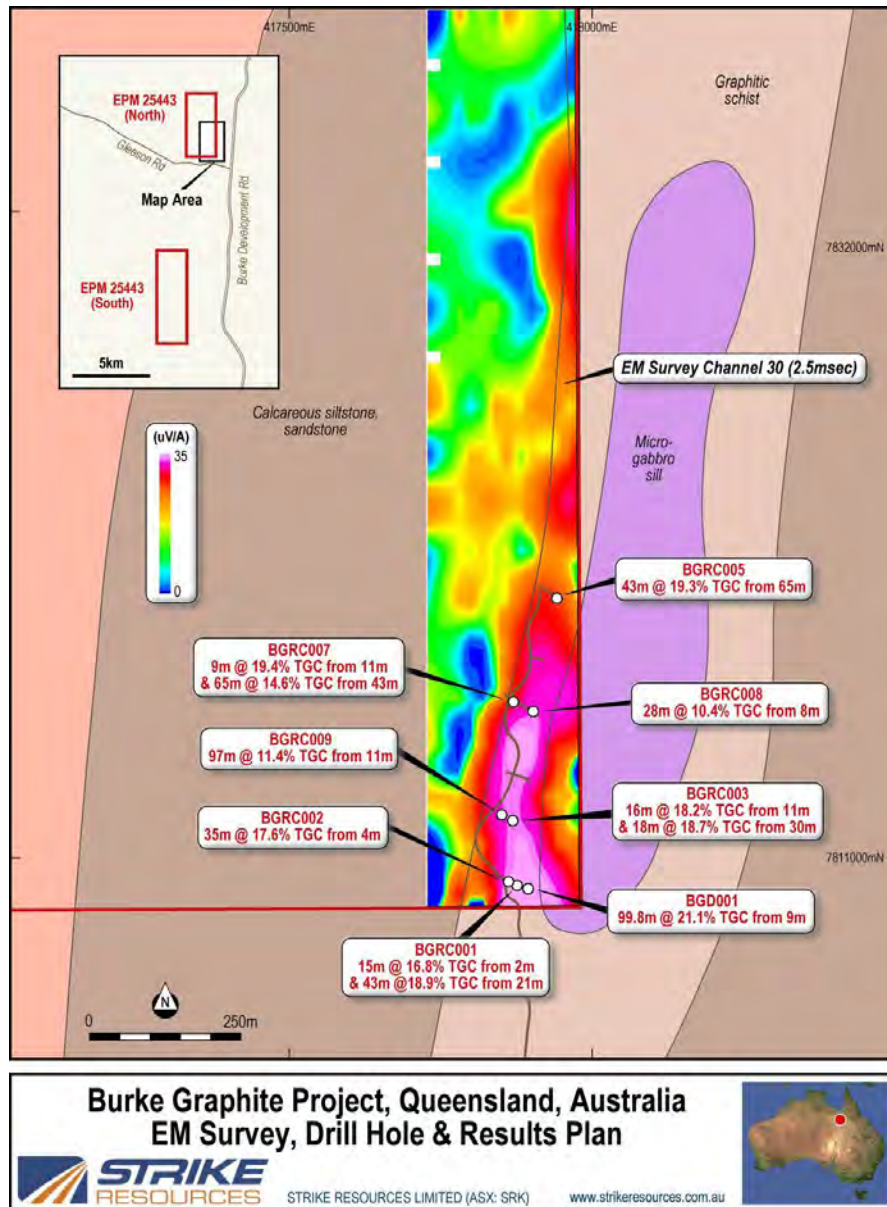 417500mE
418000mE
EPM 25443
(North)
Gleeson Rd
Map Area
Burke Development Rd
EPM 25443
(South)
5km
Graphitic
schist
7832000mN
EM Survey Channel 30 (2.5msec)
Calcareous siltstone,
sandstone
(uV/A)
35
0
Micro-
gabbro
sill
BGRC005
43m @ 19.3% TGC from 65m
BGRC007
9m @ 19.4% TGC from 11m
& 65m @ 14.6% TGC from 43m
BGRC008
28m @ 10.4% TGC from 8m
BGRC009
97m @ 11.4% TGC from 11m
BGRC003
16m @ 18.2% TGC from 11m
& 18m @ 18.7% TGC from 30m
BGRC002
35m @ 17.6% TGC from 4m
7811000mN
BGD001
99.8m @ 21.1% TGC from 9m
BGRC001
15m @ 16.8% TGC from 2m
& 43m @18.9% TGC from 21m
N
0
250m
Burke Graphite Project, Queensland, Australia
EM Survey, Drill Hole & Results Plan
STRIKE
RESOURCES
STRIKE RESOURCES LIMITED (ASX: SRK)
www.strikeresources.com.au